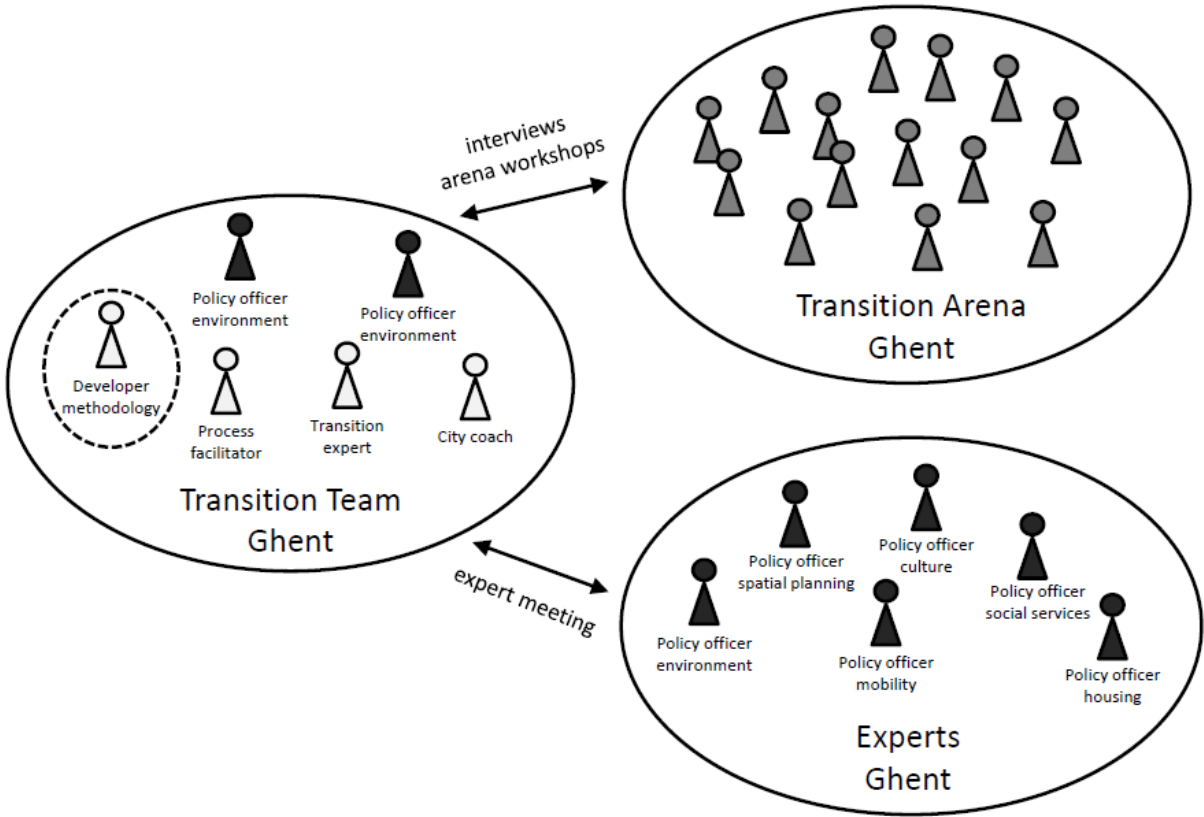 interviews
arena workshops
Policy officer
environment
Policy officer
environment
Developer
methodology
Process
facilitator
Transition
expert
City coach
Transition Team
Ghent
Transition Arena
Ghent
expert meeting
Policy officer
spatial planning
Policy officer
culture
Policy officer
social services
Policy officer
environment
Policy officer
mobility
Policy officer
housing
Experts
Ghent